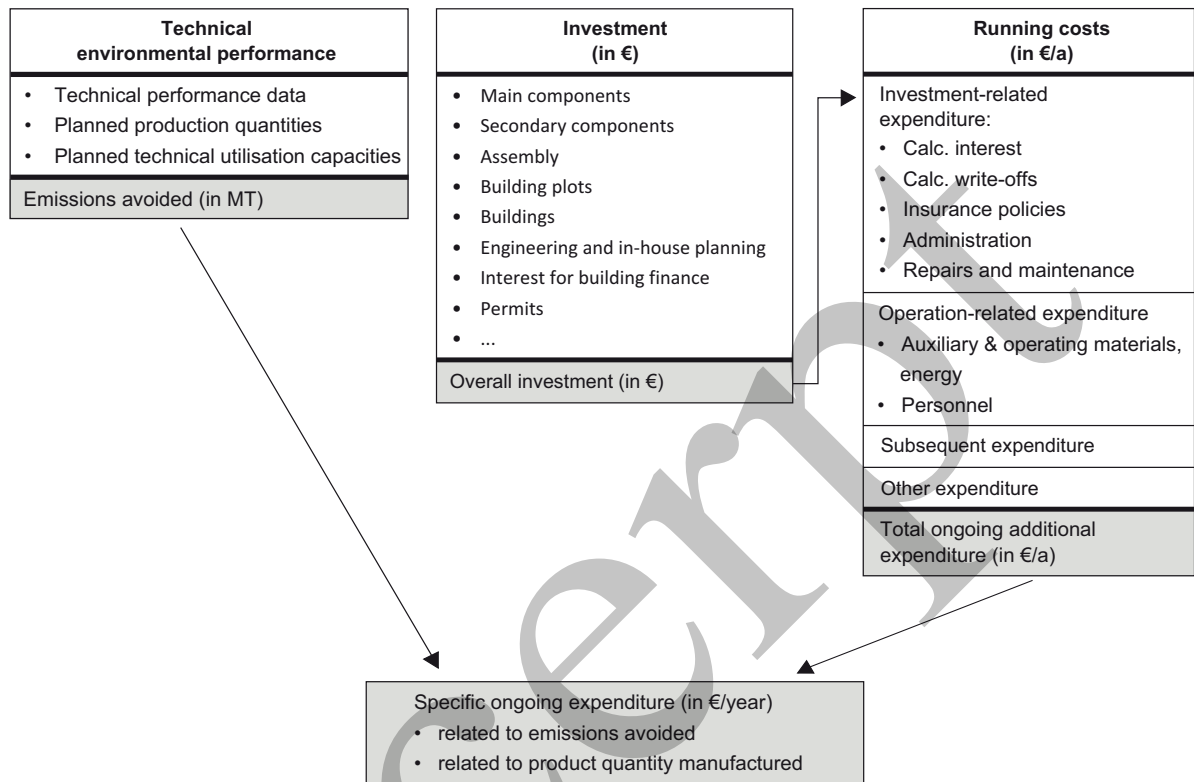 Technical
environmental performance
• Technical performance data
• Planned production quantities
• Planned technical utilisation capacities
Emissions avoided (in MT)
Investment
(in €)
• Main components
• Secondary components
• Assembly
• Building plots
• Buildings
• Engineering and in-house planning
• Interest for building finance
• Permits
• ...
Overall investment (in €)
Running costs
(in €/a)
Investment-related
expenditure:
• Calc. interest
• Calc. write-offs
• Insurance policies
• Administration
• Repairs and maintenance
Operation-related expenditure
• Auxiliary & operating materials,
energy
• Personnel
Subsequent expenditure
Other expenditure
Total ongoing additional
expenditure (in €/a)
Specific ongoing expenditure (in €/year)
• related to emissions avoided
• related to product quantity manufactured